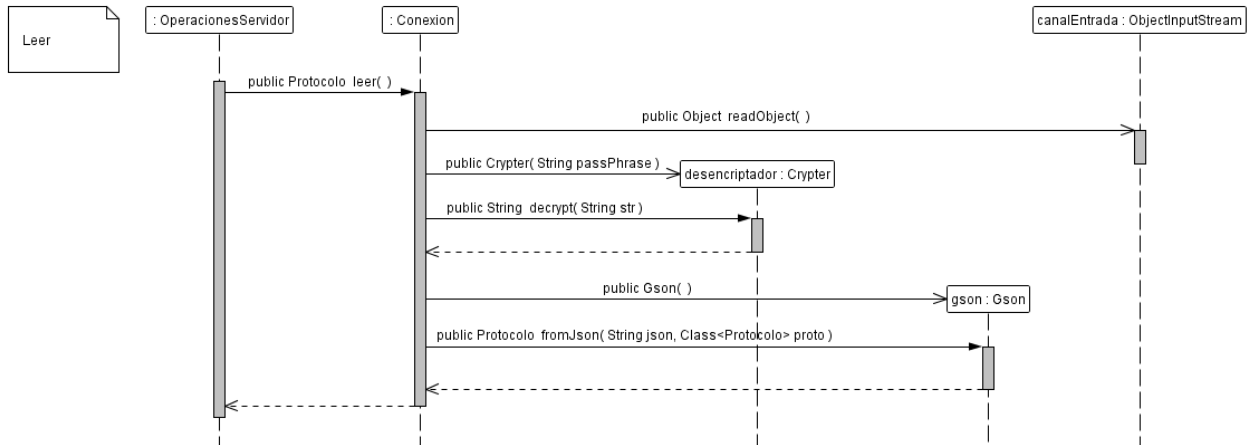 Leer
: OperacionesServidor
: Conexion
canalEntrada : ObjectInputStream
public Protocolo leer( )
public Object readObject( )
public Crypter( String passPhrase )
desencriptador : Crypter
public String decrypt( String str )
public Gson( )
gson : Gson
public Protocolo fromJson( String json, Class<Protocolo> proto )